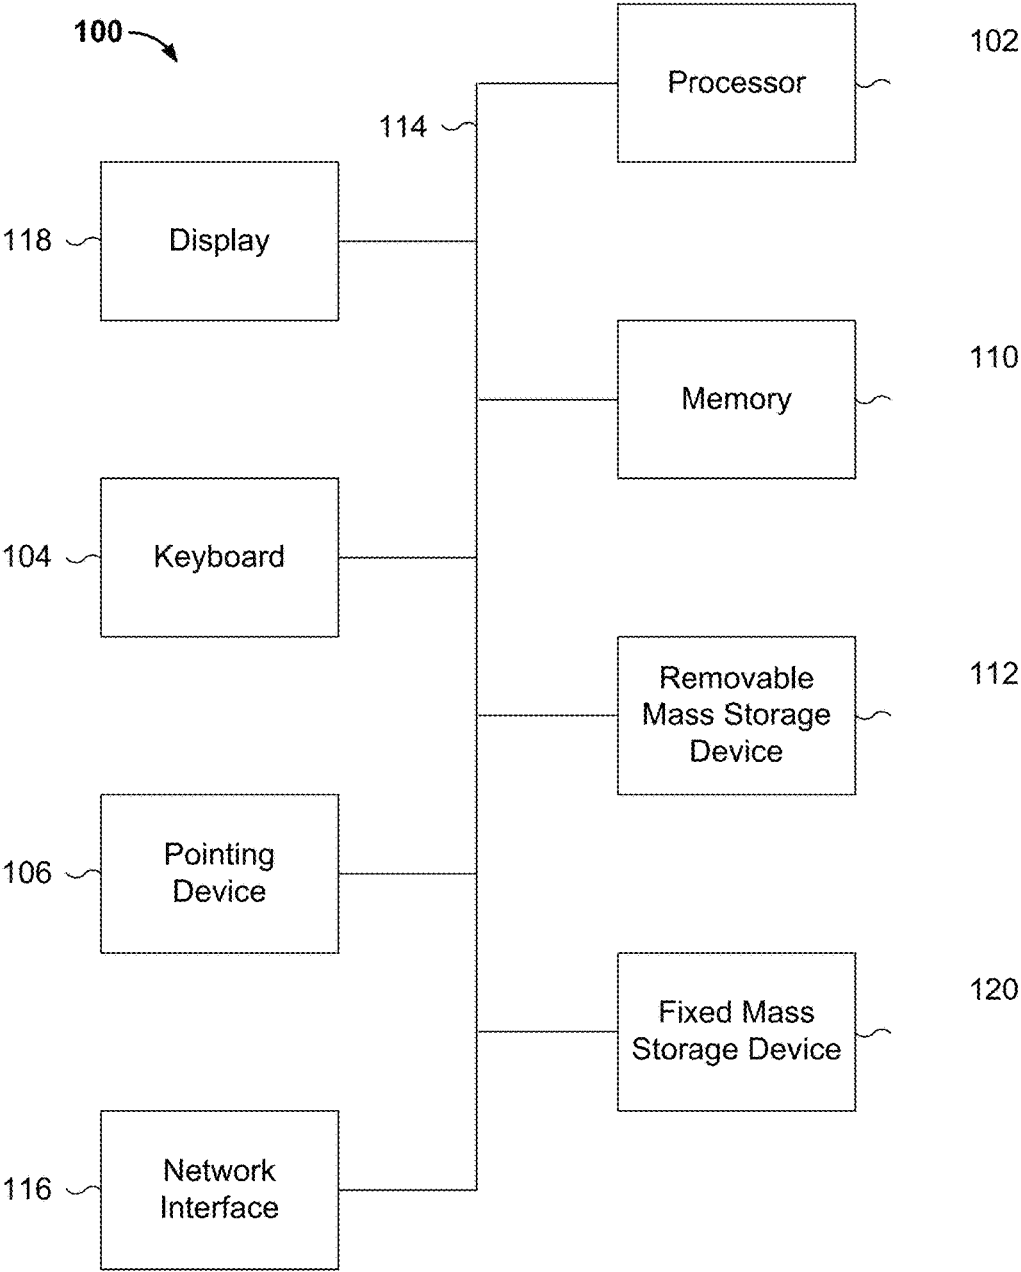 100
102
Processor
114
118
Display
110
Memory
104
Keyboard
112
Removable
Mass Storage
Device
106
Pointing
Device
120
Fixed Mass
Storage Device
116
Network
Interface